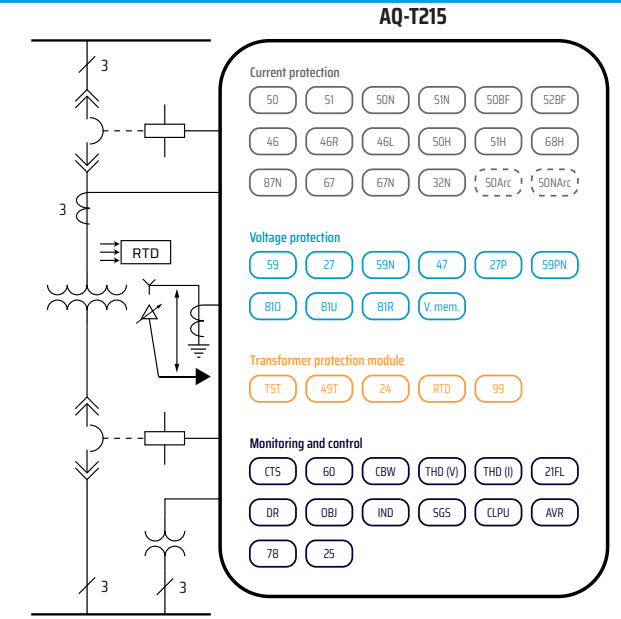 AQ-T215
3
Current protection
50 51 50N 51N 50BF 52BF
46 46R 46L 50H 51H 68H
87N 67 67N 32N 50Arc 50NArc
3
RTD
Voltage protection
59 27 59N 47 27P 59PN
81O 81U 81R V. mem.
Transformer protection module
TST 49T 24 RTD 99
Monitoring and control
CTS 60 CBW THD (V) THD (I) 21FL
DR OBJ IND SGS CLPU AVR
78 25
3 3